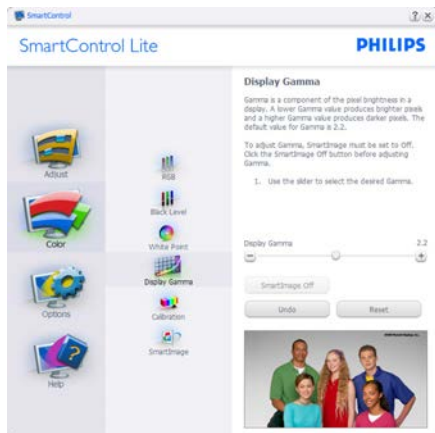 SmartControl
SmartControl Lite
PHILIPS
Adjust
Color
Options
Help
RGB
Black Level
White Point
Display Gamma
Calibration
SmartImage
Display Gamma
Gamma is a component of the pixel brightness in a
display. A lower Gamma value produces brighter pixels
and a higher Gamma value produces darker pixels. The
default value for Gamma is 2.2.
To adjust Gamma, SmartImage must be set to Off.
Click the SmartImage Off button before adjusting
Gamma.
1. Use the slider to select the desired Gamma.
Display Gamma 2.2
SmartImage Off
Undo Reset